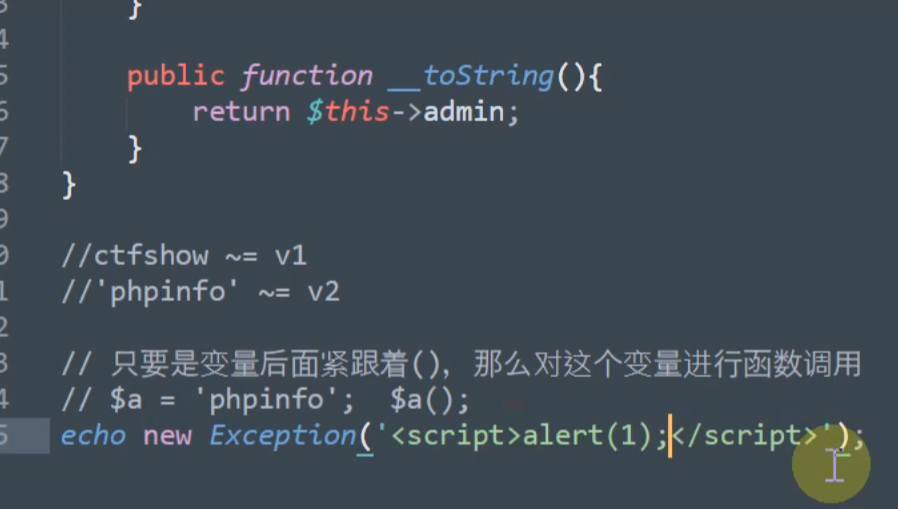 3 }
4
5 public function __toString(){
6 return $this->admin;
7 }
8 }
9
0 //ctfshow ~= v1
1 //'phpinfo' ~= v2
2
3 // 只要是变量后面紧跟着(), 那么对这个变量进行函数调用
4 // $a = 'phpinfo'; $a();
5 echo new Exception('<script>alert(1);</script>');